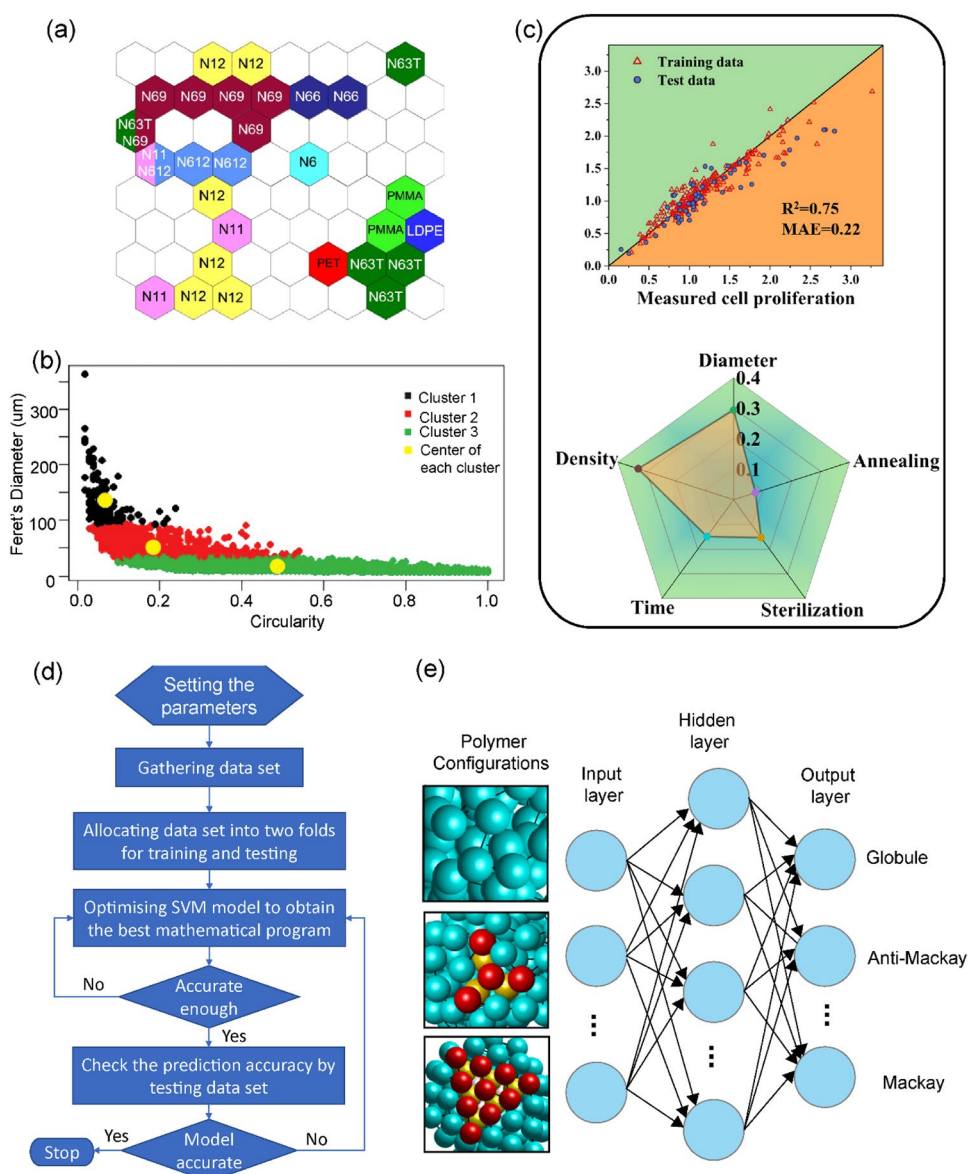 (a)
N12 N12 N63T
N69 N69 N69 N69 N66 N66
N63T
N69 N69
N11
N612 N612 N612 N6
N12 PMMA
N11 PMMA LDPE
N12 PET N63T N63T
N11 N12 N12 N63T
(b)
Feret's Diameter (um)
300
200
100
0
0.0 0.2 0.4 0.6 0.8 1.0
Circularity
Cluster 1
Cluster 2
Cluster 3
Center of
each cluster
(c)
Training data
Test data
3.0
2.5
2.0
1.5
1.0
0.5
0.0
R²=0.75
MAE=0.22
0.0 0.5 1.0 1.5 2.0 2.5 3.0
Measured cell proliferation
Diameter
0.4
0.3
0.2
0.1
Density
Annealing
Time
Sterilization
(d)
Setting the
parameters
Gathering data set
Allocating data set into two folds
for training and testing
Optimising SVM model to obtain
the best mathematical program
No
Accurate
enough
Yes
Check the prediction accuracy by
testing data set
Yes
No
Stop
Model
accurate
(e)
Polymer
Configurations
Input
layer
Hidden
layer
Output
layer
Globule
Anti-Mackay
Mackay